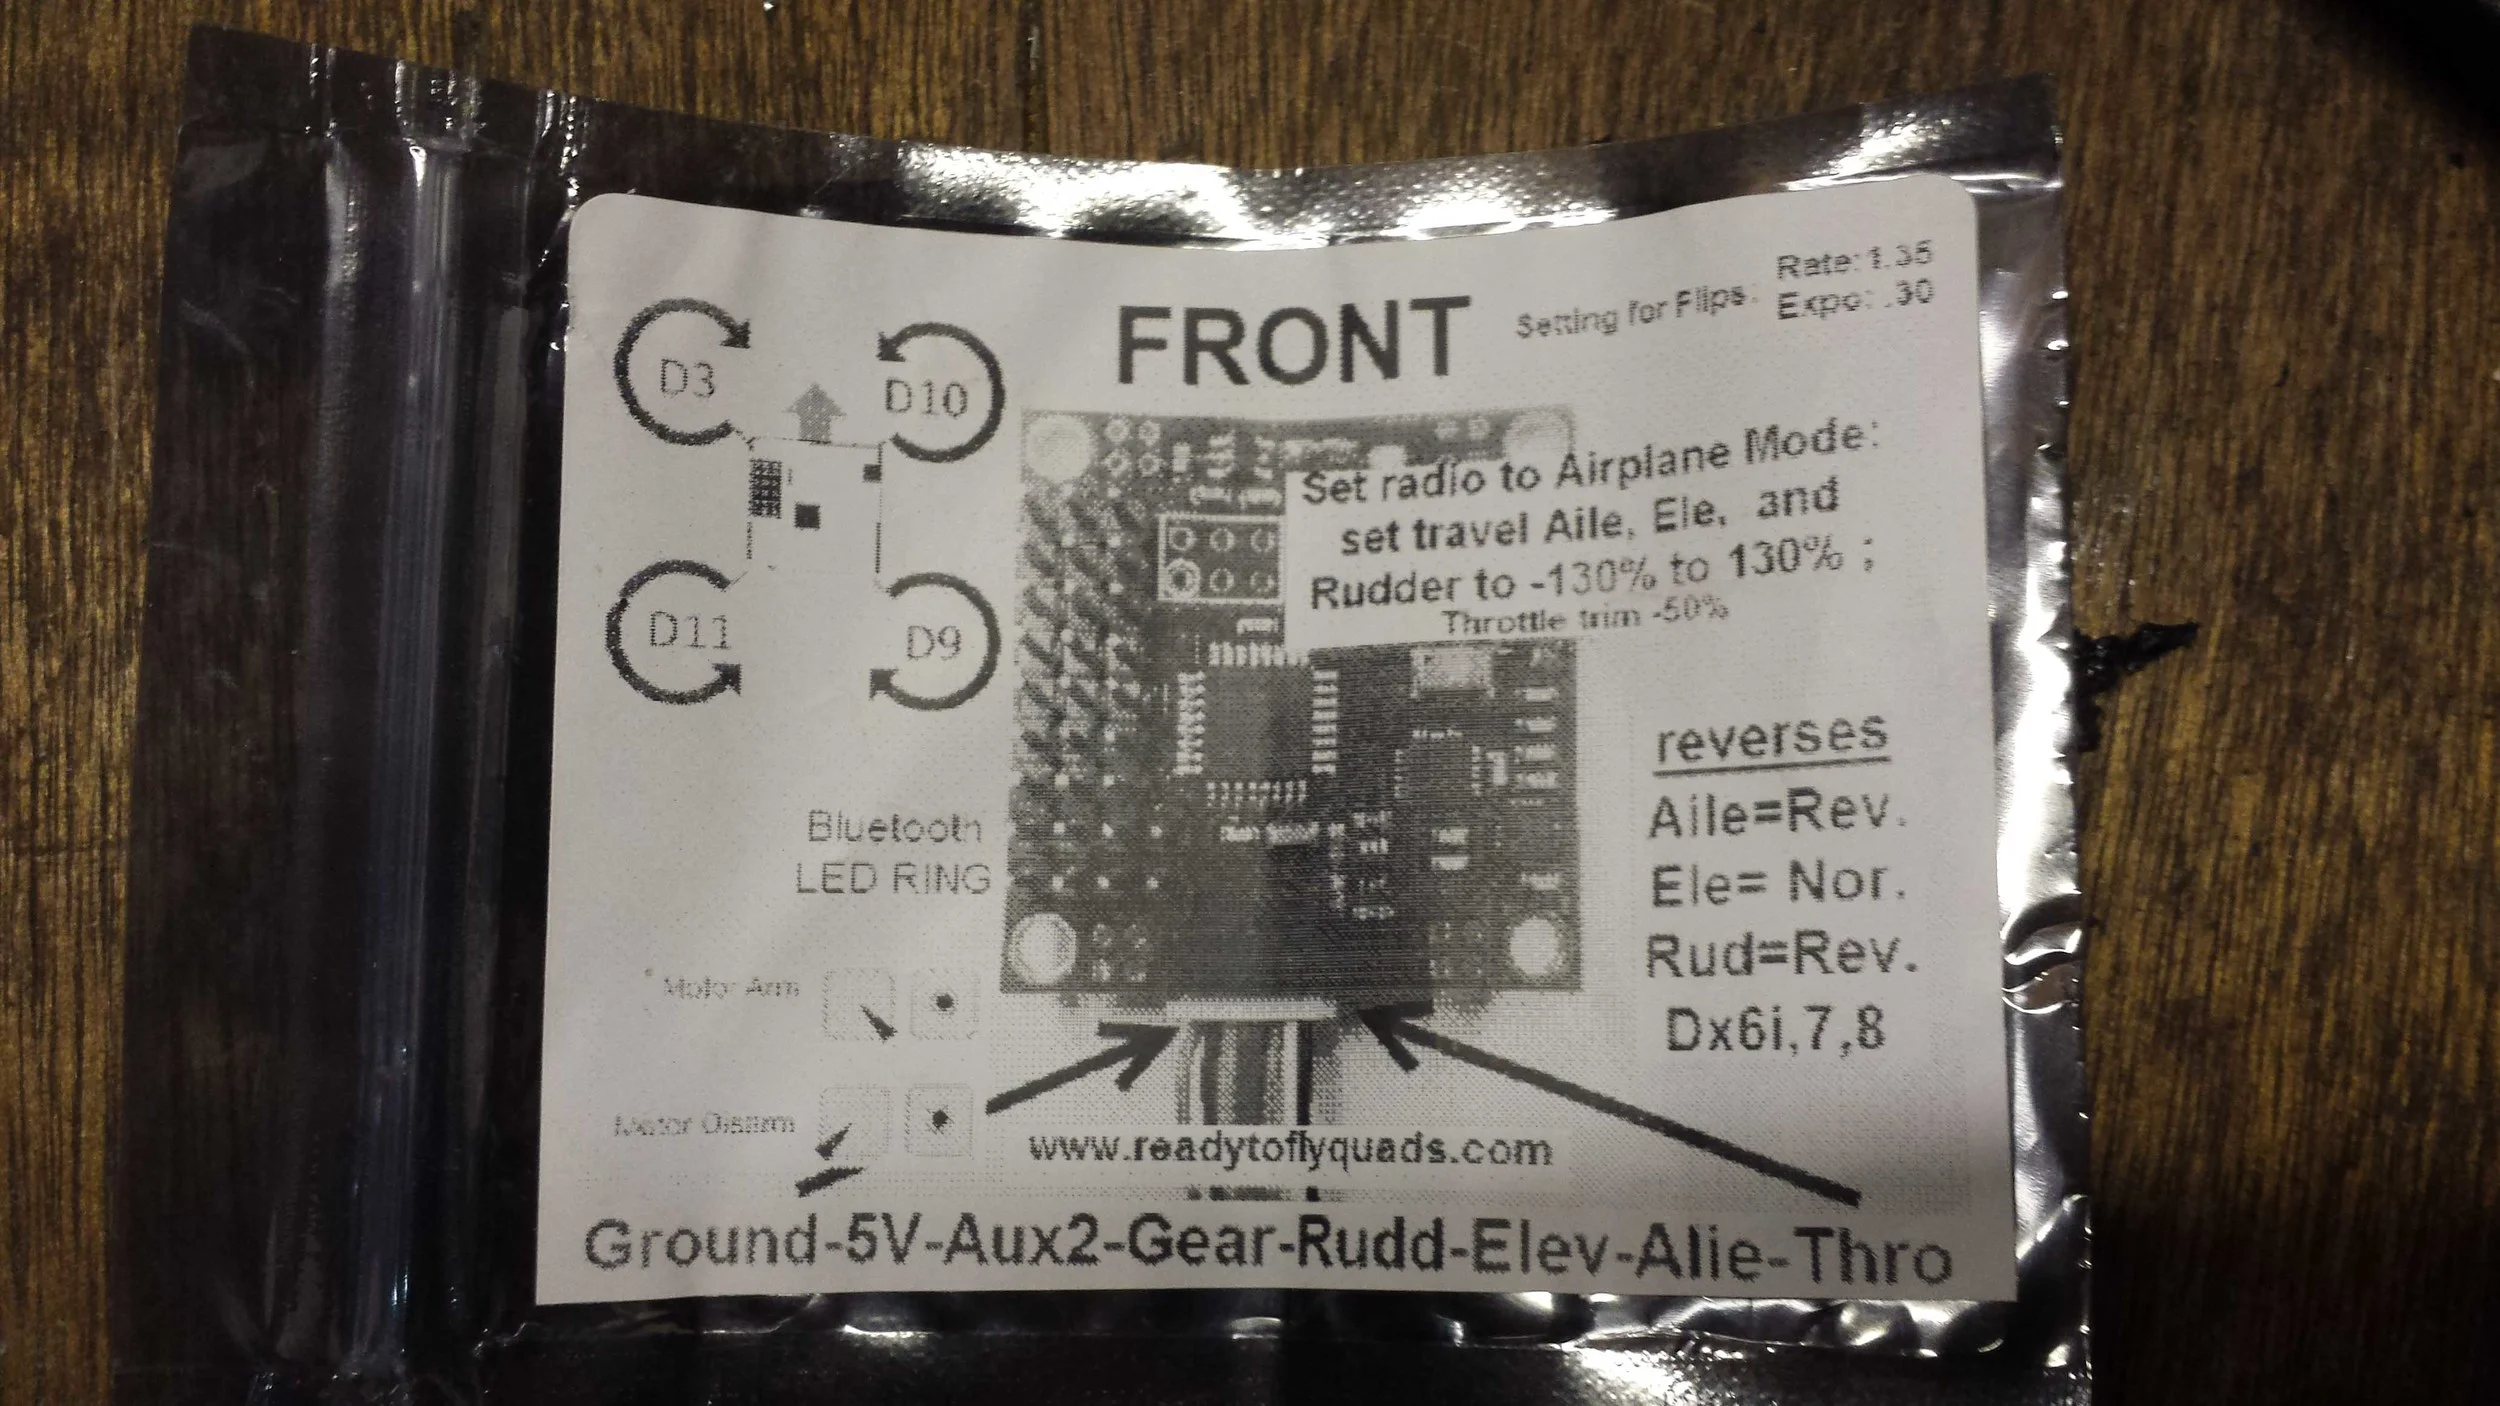 Rate: 1.35
Setting for Flips: Expo: .30
FRONT
D3
D10
D11
D9
Set radio to Airplane Mode:
set travel Aile, Ele, and
Rudder to -130% to 130% ;
Throttle trim -50%
reverses
Aile=Rev.
Ele= Nor.
Rud=Rev.
Dx6i,7,8
Bluetooth
LED RING
Motor Arm
Motor Disarm
www.readytoflyquads.com
Ground-5V-Aux2-Gear-Rudd-Elev-Alie-Thro